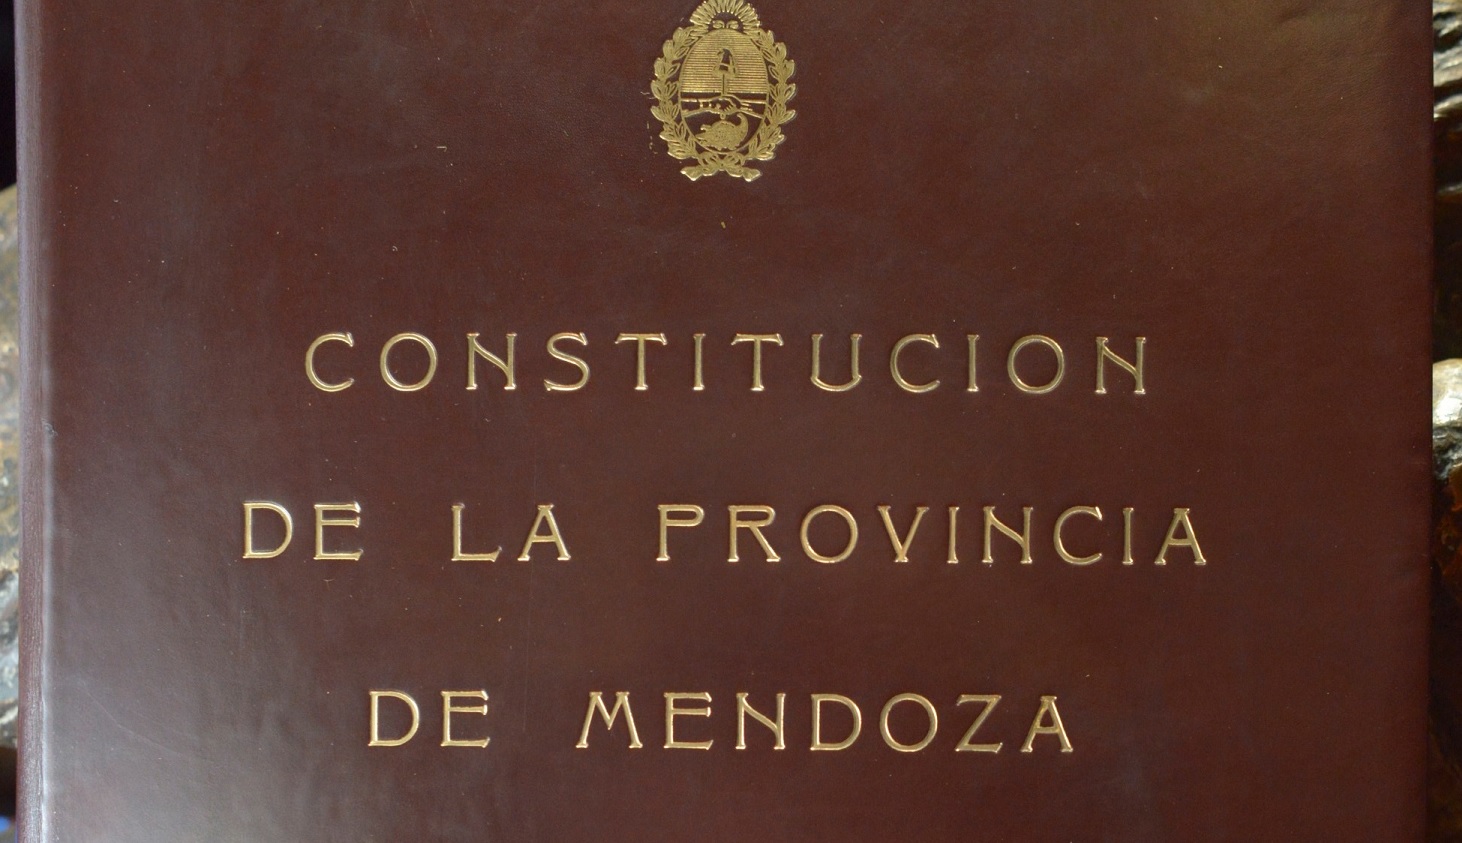 CONSTITUCION
DE LA PROVINCIA
DE MENDOZA